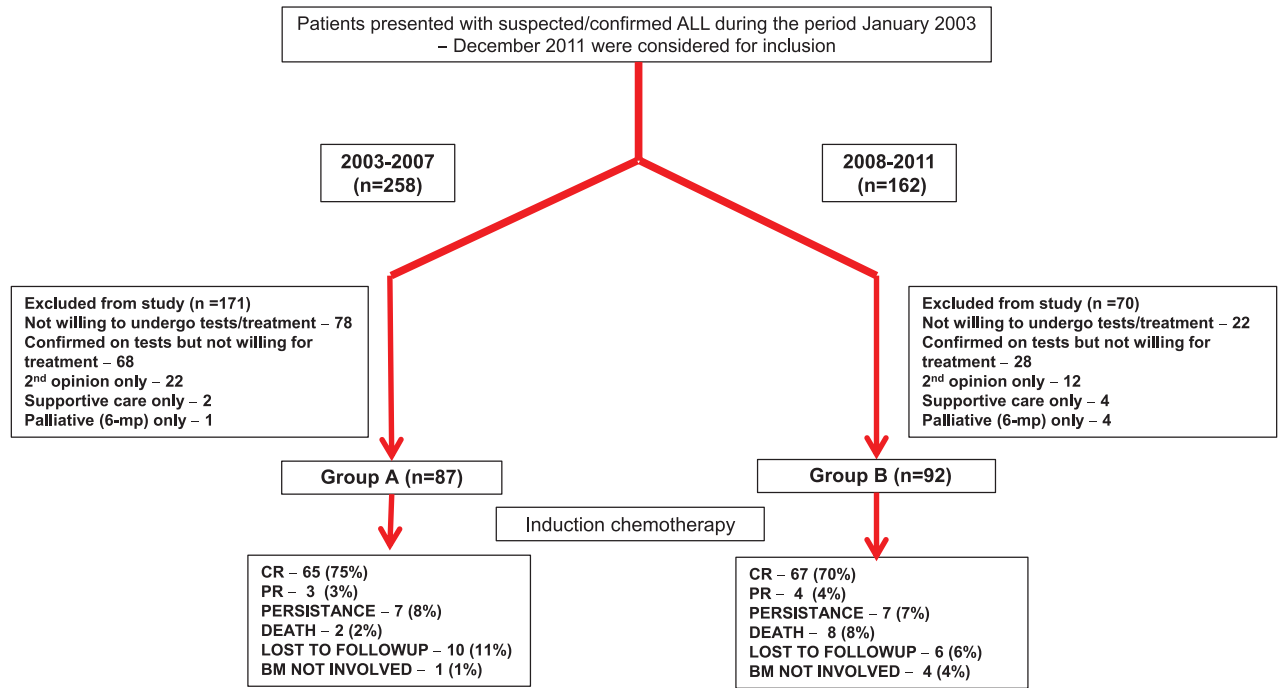 Patients presented with suspected/confirmed ALL during the period January 2003
– December 2011 were considered for inclusion
2003-2007
(n=258)
2008-2011
(n=162)
Excluded from study (n =171)
Not willing to undergo tests/treatment – 78
Confirmed on tests but not willing for
treatment – 68
2nd opinion only – 22
Supportive care only – 2
Palliative (6-mp) only – 1
Excluded from study (n =70)
Not willing to undergo tests/treatment – 22
Confirmed on tests but not willing for
treatment – 28
2nd opinion only – 12
Supportive care only – 4
Palliative (6-mp) only – 4
Group A (n=87)
Group B (n=92)
Induction chemotherapy
CR – 65 (75%)
PR – 3 (3%)
PERSISTANCE – 7 (8%)
DEATH – 2 (2%)
LOST TO FOLLOWUP – 10 (11%)
BM NOT INVOLVED – 1 (1%)
CR – 67 (70%)
PR – 4 (4%)
PERSISTANCE – 7 (7%)
DEATH – 8 (8%)
LOST TO FOLLOWUP – 6 (6%)
BM NOT INVOLVED – 4 (4%)